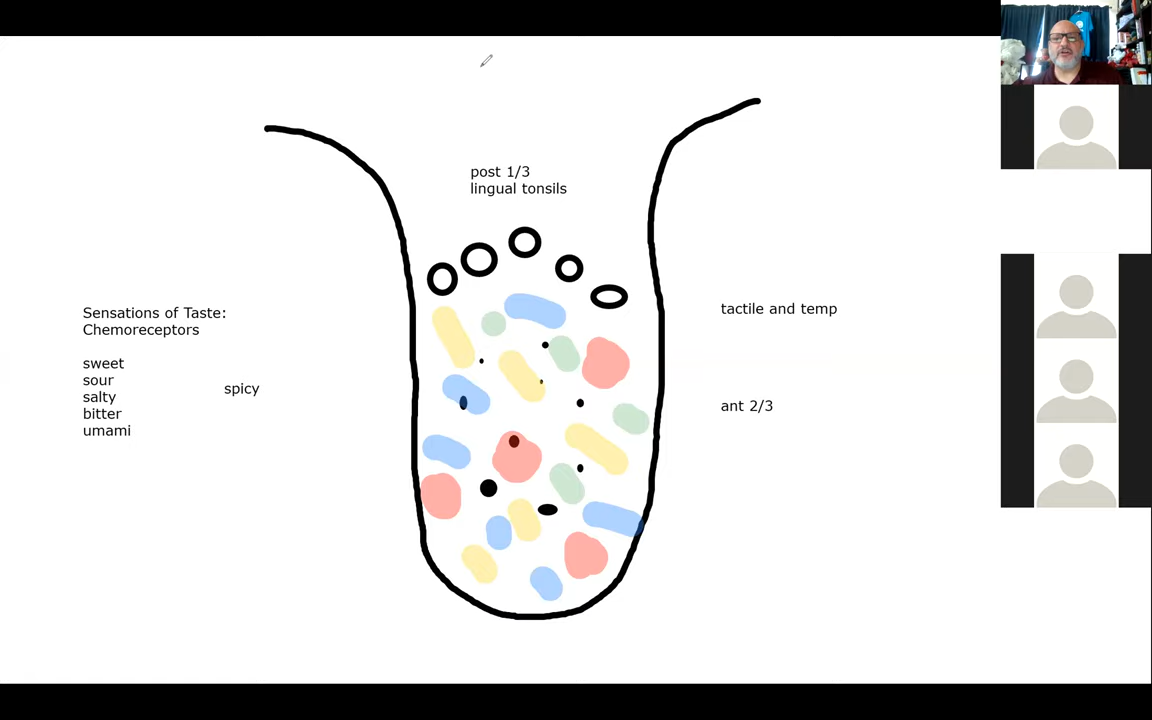 post 1/3
lingual tonsils
Sensations of Taste:
Chemoreceptors
sweet
sour
salty
bitter
umami
spicy
tactile and temp
ant 2/3